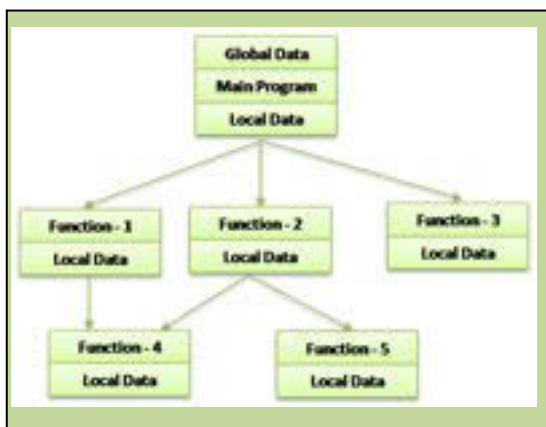 Global Data
Main Program
Local Data
Function - 1
Local Data
Function - 2
Local Data
Function - 3
Local Data
Function - 4
Local Data
Function - 5
Local Data